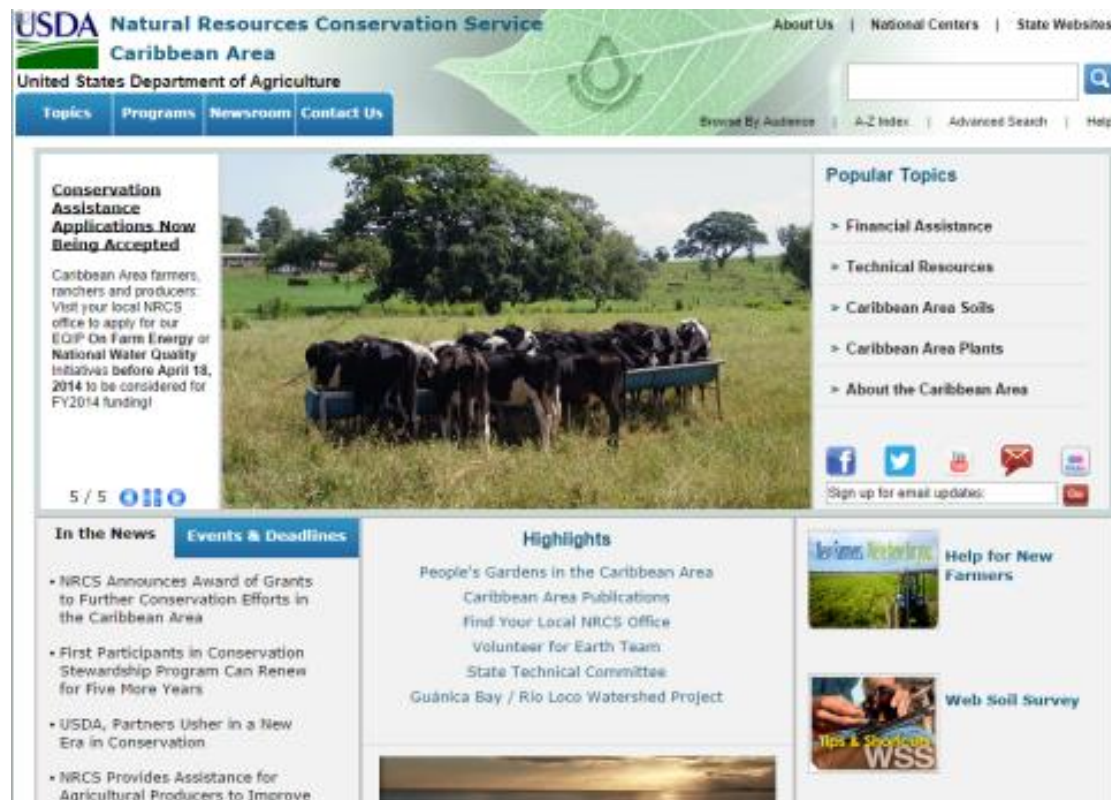 USDA Natural Resources Conservation Service
Caribbean Area
United States Department of Agriculture
About Us | National Centers | State Websites
Topics Programs Newsroom Contact Us
Browse By Audience | A-Z Index | Advanced Search | Help
Conservation
Assistance
Applications Now
Being Accepted
Caribbean Area farmers,
ranchers and producers:
Visit your local NRCS
office to apply for our
EQIP On Farm Energy or
National Water Quality
Initiatives before April 18,
2014 to be considered for
FY2014 funding!
5 / 5
Popular Topics
» Financial Assistance
» Technical Resources
» Caribbean Area Soils
» Caribbean Area Plants
» About the Caribbean Area
Sign up for email updates:
Go
In the News
Events & Deadlines
• NRCS Announces Award of Grants
to Further Conservation Efforts in
the Caribbean Area
• First Participants in Conservation
Stewardship Program Can Renew
for Five More Years
• USDA, Partners Usher in a New
Era in Conservation
• NRCS Provides Assistance for
Agricultural Producers to Improve
Highlights
People's Gardens in the Caribbean Area
Caribbean Area Publications
Find Your Local NRCS Office
Volunteer for Earth Team
State Technical Committee
Guánica Bay / Río Loco Watershed Project
Help for New
Farmers
Tips & Shortcuts
WSS
Web Soil Survey